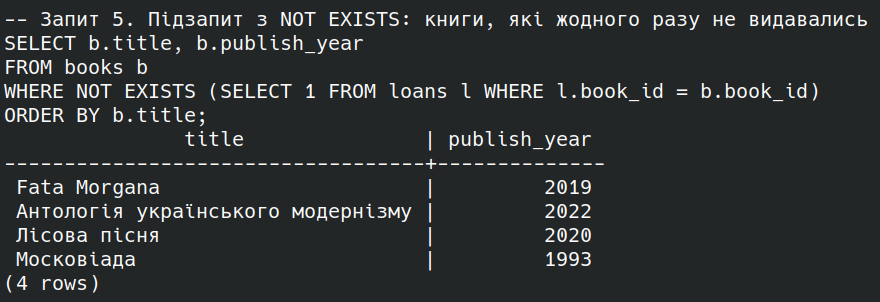 -- Запит 5. Підзапит з NOT EXISTS: книги, які жодного разу не видавались
SELECT b.title, b.publish_year
FROM books b
WHERE NOT EXISTS (SELECT 1 FROM loans l WHERE l.book_id = b.book_id)
ORDER BY b.title;
               title               | publish_year
-----------------------------------+--------------
 Fata Morgana                      |         2019
 Антологія українського модернізму |         2022
 Лісова пісня                      |         2020
 Московіада                        |         1993
(4 rows)